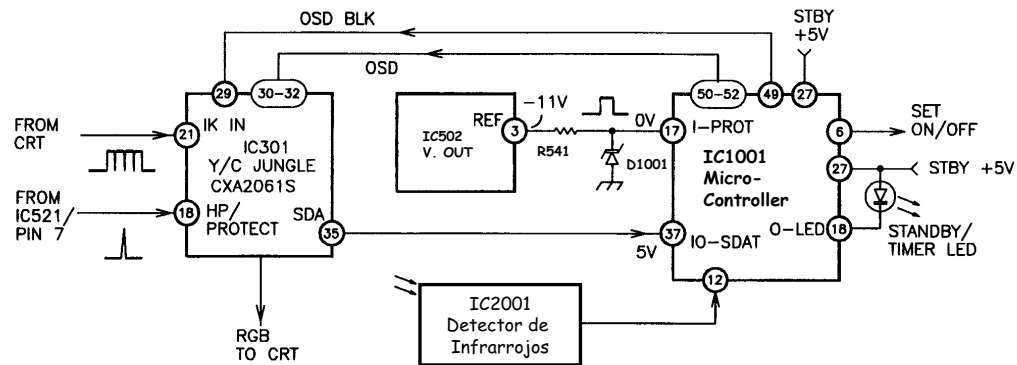 OSD BLK
OSD
STBY
+5V
29
30-32
50-52
49
27
FROM
CRT
21
IK IN
IC301
Y/C JUNGLE
CXA2061S
FROM
IC521/
PIN 7
18
HP/
PROTECT
SDA
35
RGB
TO CRT
IC502
V. OUT
REF
3
-11V
R541
D1001
0V
17
I-PROT
IC1001
Micro-
Controller
6
SET
ON/OFF
27
STBY +5V
O-LED
18
STANDBY/
TIMER LED
37
IO-SDAT
5V
12
IC2001
Detector de
Infrarrojos